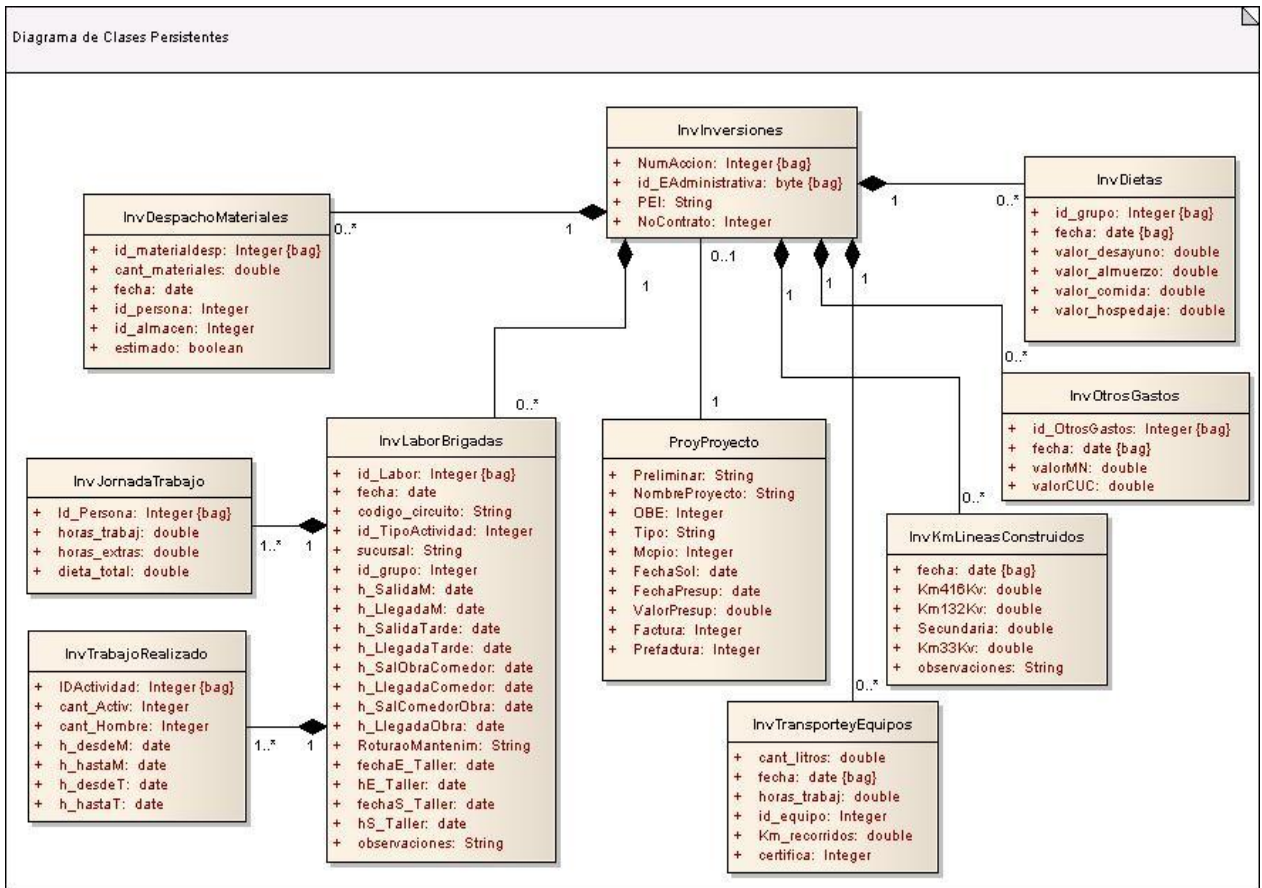 Diagrama de Clases Persistentes
InvInversiones
+ NumAccion: Integer {bag}
+ id_EAdministrativa: byte {bag}
+ PEI: String
+ NoContrato: Integer
InvDietas
+ id_grupo: Integer {bag}
+ fecha: date {bag}
+ valor_desayuno: double
+ valor_almuerzo: double
+ valor_comida: double
+ valor_hospedaje: double
InvDespachoMateriales
+ id_materialdesp: Integer {bag}
+ cant_materiales: double
+ fecha: date
+ id_persona: Integer
+ id_almacen: Integer
+ estimado: boolean
0..*
1
1
0..*
1
0..1
1
1
1
0..*
InvOtrosGastos
+ id_OtrosGastos: Integer {bag}
+ fecha: date {bag}
+ valorMN: double
+ valorCUC: double
0..*
1
InvLaborBrigadas
+ id_Labor: Integer {bag}
+ fecha: date
+ codigo_circuito: String
+ id_TipoActividad: Integer
+ sucursal: String
+ id_grupo: Integer
+ h_SalidaM: date
+ h_LlegadaM: date
+ h_SalidaTarde: date
+ h_LlegadaTarde: date
+ h_SalObraComedor: date
+ h_LlegadaComedor: date
+ h_SalComedorObra: date
+ h_LlegadaObra: date
+ RoturaoMantenim: String
+ fechaE_Taller: date
+ hE_Taller: date
+ fechaS_Taller: date
+ hS_Taller: date
+ observaciones: String
ProyProyecto
+ Preliminar: String
+ NombreProyecto: String
+ OBE: Integer
+ Tipo: String
+ Mcpio: Integer
+ FechaSol: date
+ FechaPresup: date
+ ValorPresup: double
+ Factura: Integer
+ Prefactura: Integer
InvJornadaTrabajo
+ Id_Persona: Integer {bag}
+ horas_trabaj: double
+ horas_extras: double
+ dieta_total: double
1..*
1
0..*
InvKmLineasConstruidos
+ fecha: date {bag}
+ Km416Kv: double
+ Km132Kv: double
+ Secundaria: double
+ Km33Kv: double
+ observaciones: String
InvTrabajoRealizado
+ IDActividad: Integer {bag}
+ cant_Activ: Integer
+ cant_Hombre: Integer
+ h_desdeM: date
+ h_hastaM: date
+ h_desdeT: date
+ h_hastaT: date
1..*
1
0..*
InvTransporteyEquipos
+ cant_litros: double
+ fecha: date {bag}
+ horas_trabaj: double
+ id_equipo: Integer
+ Km_recorridos: double
+ certifica: Integer